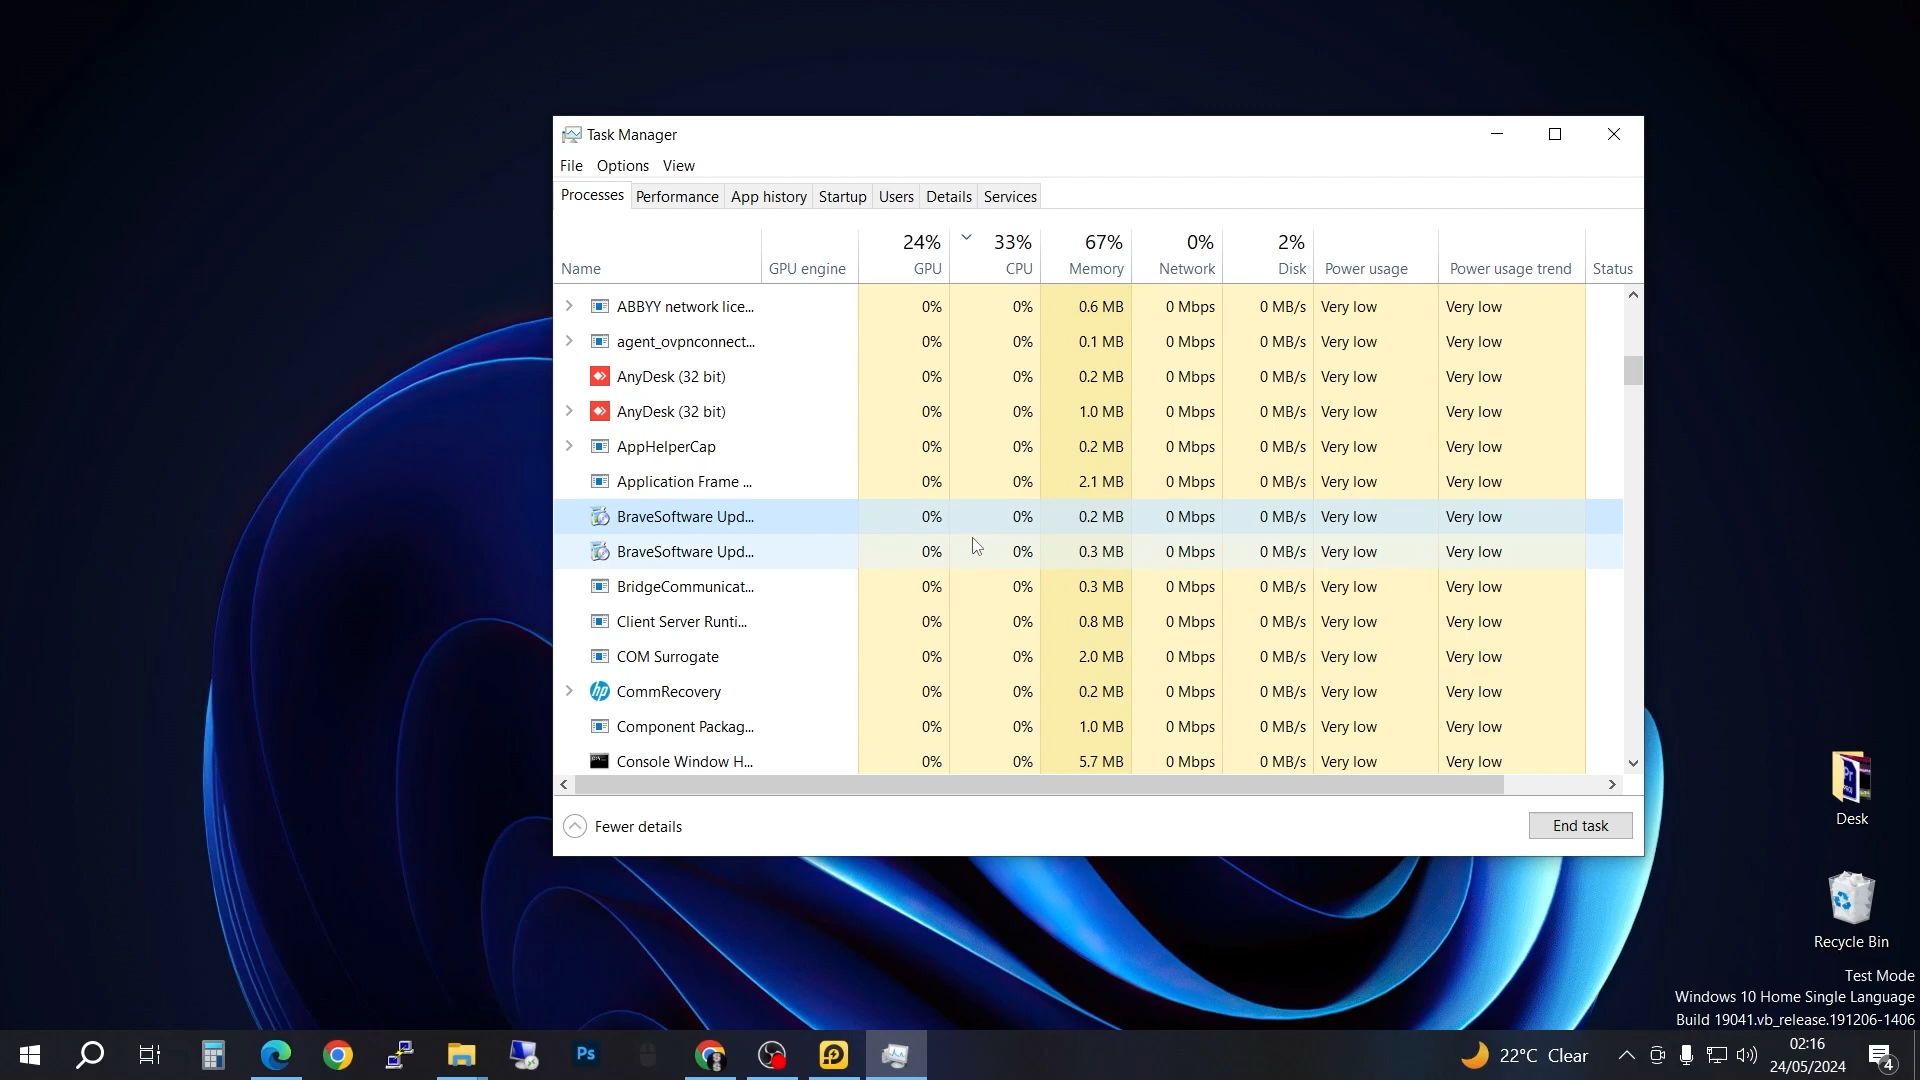 Task Manager
File Options View
Processes Performance App history Startup Users Details Services
24% 33% 67% 0% 2%
Name GPU engine GPU CPU Memory Network Disk Power usage Power usage trend Status
ABBYY network lice... 0% 0% 0.6 MB 0 Mbps 0 MB/s Very low Very low
agent_ovpnconnect... 0% 0% 0.1 MB 0 Mbps 0 MB/s Very low Very low
AnyDesk (32 bit) 0% 0% 0.2 MB 0 Mbps 0 MB/s Very low Very low
AnyDesk (32 bit) 0% 0% 1.0 MB 0 Mbps 0 MB/s Very low Very low
AppHelperCap 0% 0% 0.2 MB 0 Mbps 0 MB/s Very low Very low
Application Frame ... 0% 0% 2.1 MB 0 Mbps 0 MB/s Very low Very low
BraveSoftware Upd... 0% 0% 0.2 MB 0 Mbps 0 MB/s Very low Very low
BraveSoftware Upd... 0% 0% 0.3 MB 0 Mbps 0 MB/s Very low Very low
BridgeCommunicat... 0% 0% 0.3 MB 0 Mbps 0 MB/s Very low Very low
Client Server Runti... 0% 0% 0.8 MB 0 Mbps 0 MB/s Very low Very low
COM Surrogate 0% 0% 2.0 MB 0 Mbps 0 MB/s Very low Very low
hp CommRecovery 0% 0% 0.2 MB 0 Mbps 0 MB/s Very low Very low
Component Packag... 0% 0% 1.0 MB 0 Mbps 0 MB/s Very low Very low
Console Window H... 0% 0% 5.7 MB 0 Mbps 0 MB/s Very low Very low
Fewer details End task
Pr
Desk
Recycle Bin
Test Mode
Windows 10 Home Single Language
Build 19041.vb_release.191206-1406
Ps
22°C Clear
02:16
24/05/2024
4